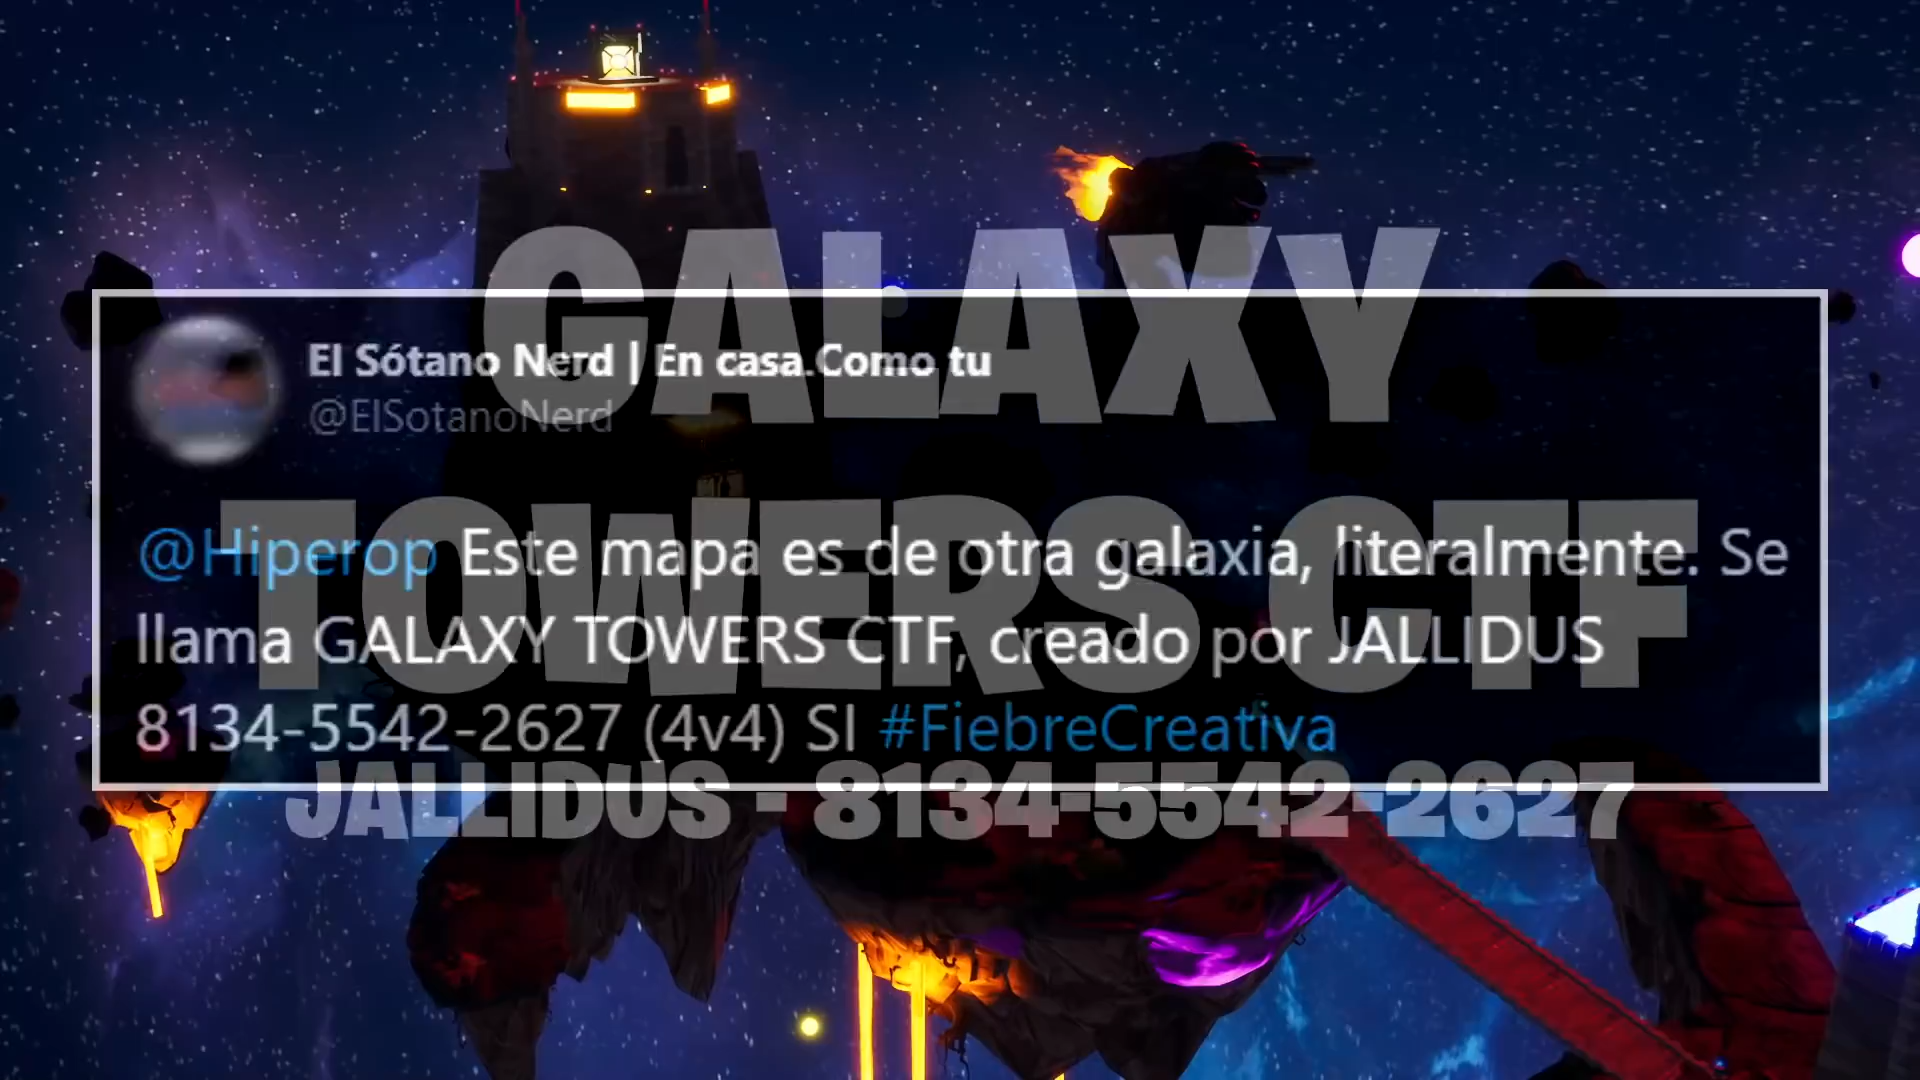 GALAXY
El Sótano Nerd | En casa.Como tu
@ElSotanoNerd
TOWERS CTF
@Hiperop Este mapa es de otra galaxia, literalmente. Se
llama GALAXY TOWERS CTF, creado por JALLIDUS
8134-5542-2627 (4v4) SI #FiebreCreativa
JALLIDUS - 8134-5542-2627